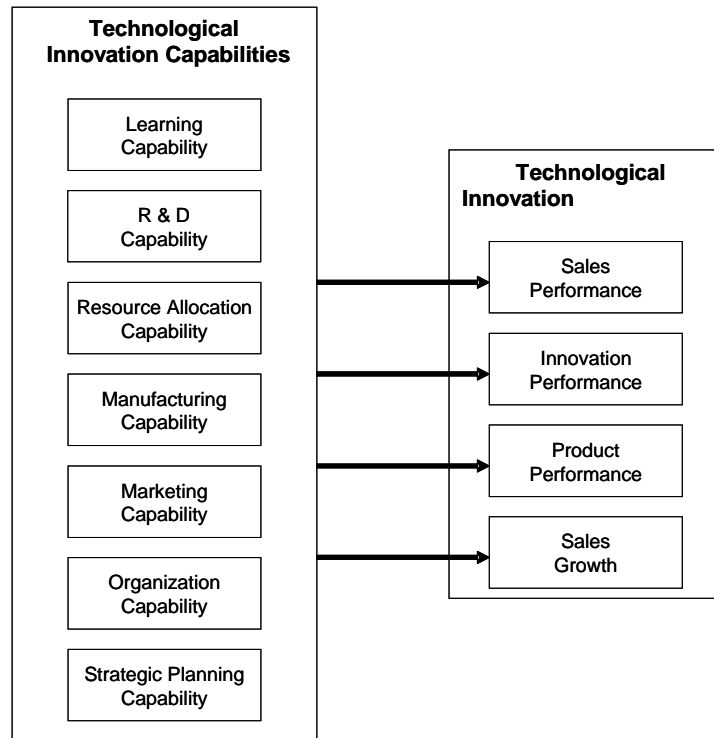 Technological
Innovation Capabilities
Learning
Capability
R & D
Capability
Resource Allocation
Capability
Manufacturing
Capability
Marketing
Capability
Organization
Capability
Strategic Planning
Capability
Technological
Innovation
Sales
Performance
Innovation
Performance
Product
Performance
Sales
Growth